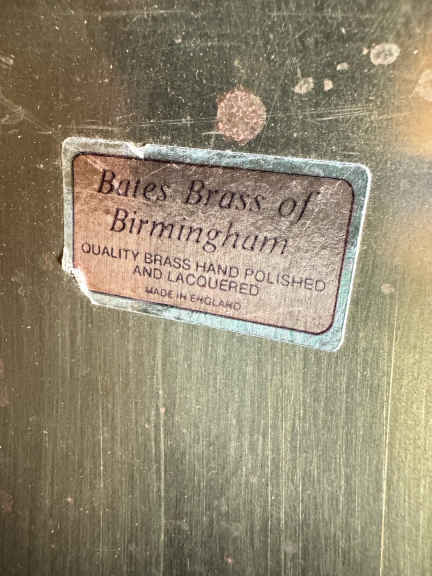 Bates Brass of
Birmingham
QUALITY BRASS HAND POLISHED
AND LACQUERED
MADE IN ENGLAND